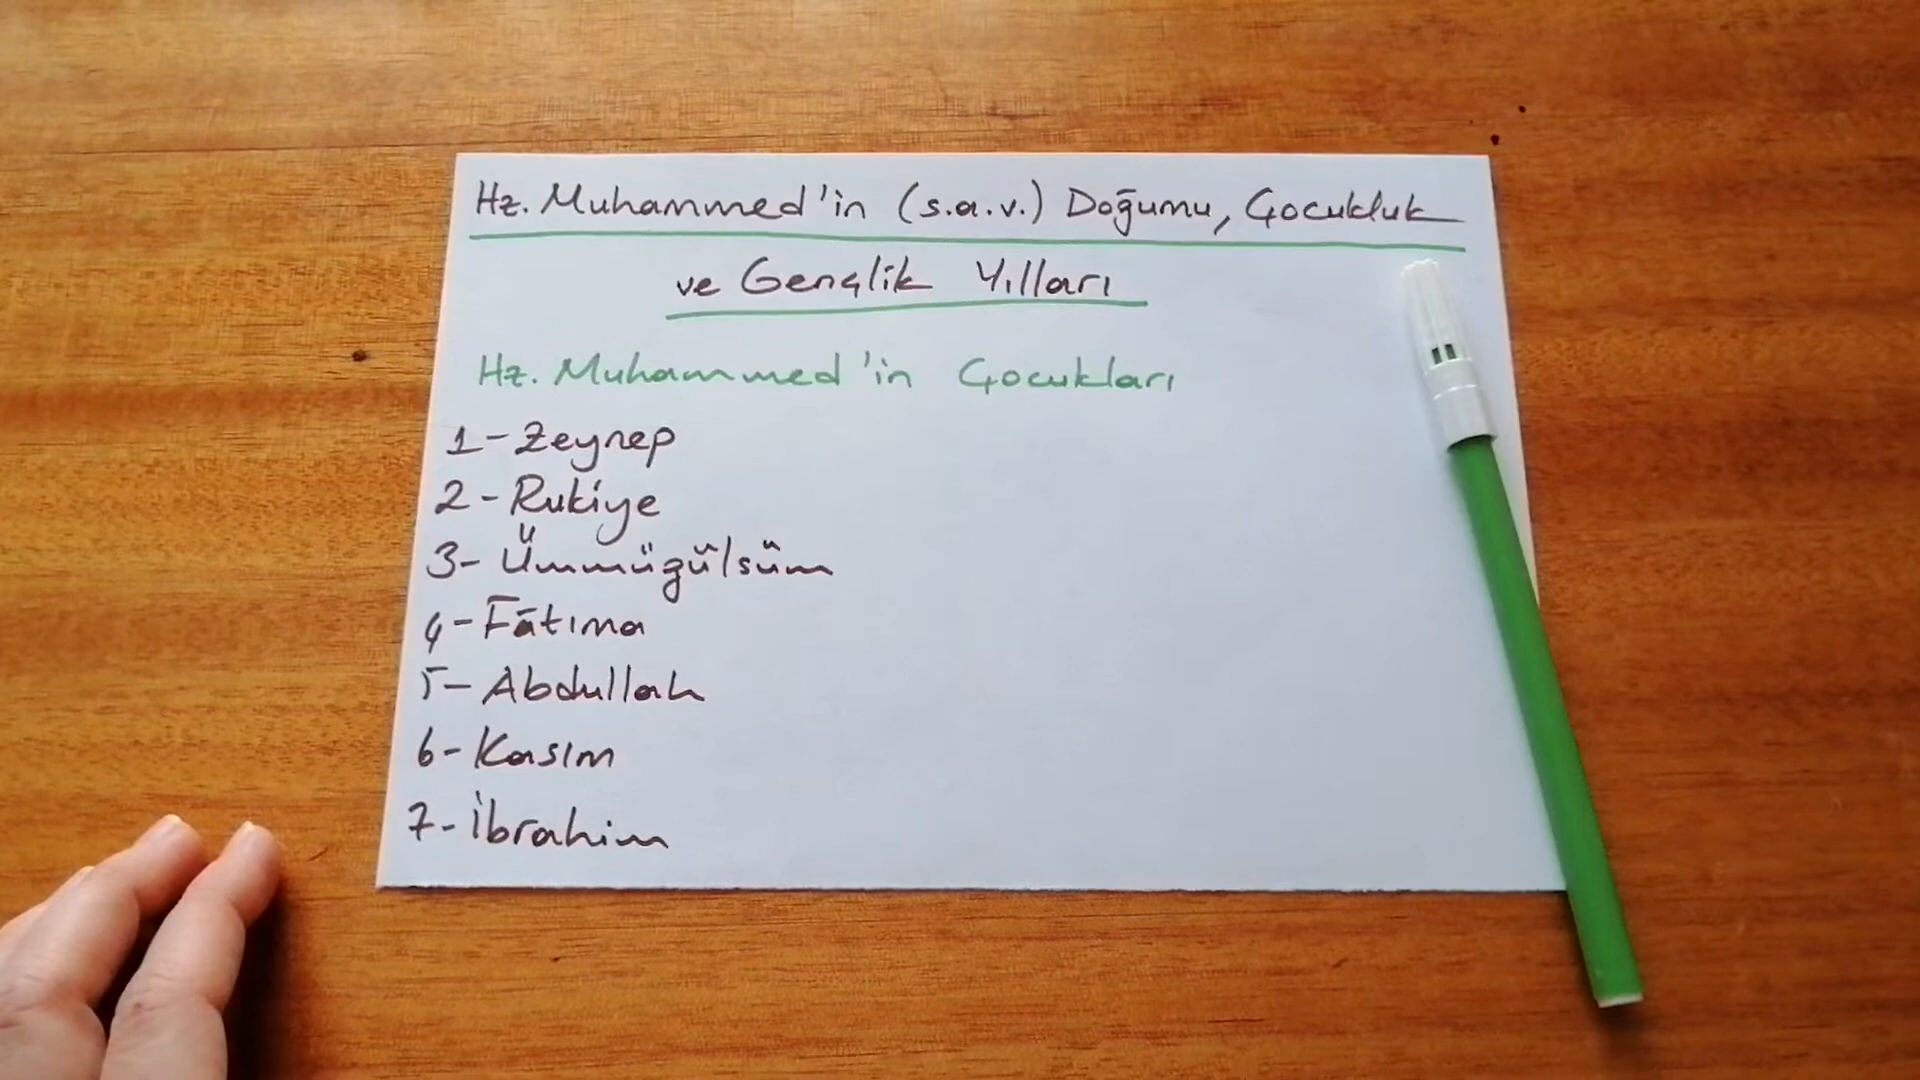 Hz. Muhammed'in (s.a.v.) Doğumu, Çocukluk
ve Gençlik Yılları
Hz. Muhammed'in Çocukları
1- Zeynep
2- Rukiye
3- Ümmügülsüm
4- Fātıma
5- Abdullah
6- Kasım
7- İbrahim